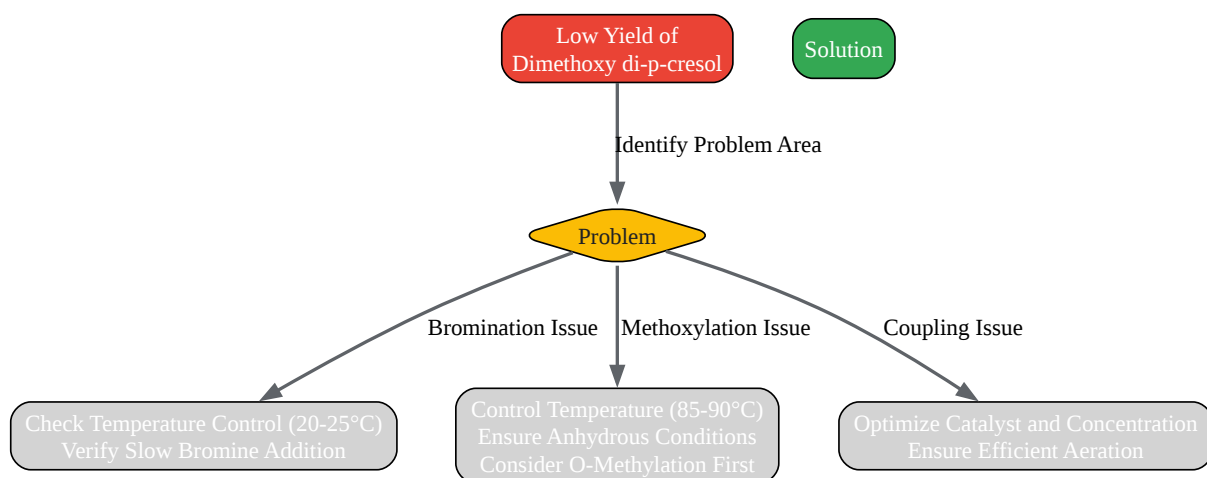 Low Yield of
Dimethoxy di-p-cresol
Solution
Identify Problem Area
Problem
Bromination Issue
Methoxylation Issue
Coupling Issue
Check Temperature Control (20-25°C)
Verify Slow Bromine Addition
Control Temperature (85-90°C)
Ensure Anhydrous Conditions
Consider O-Methylation First
Optimize Catalyst and Concentration
Ensure Efficient Aeration